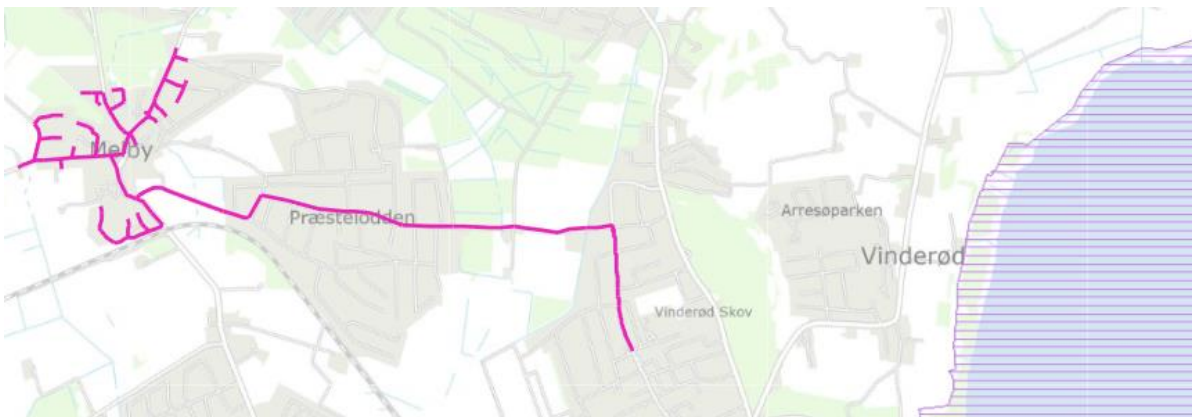 Melby
Præstelodden
Arresøparken
Vinderød
Vinderød Skov